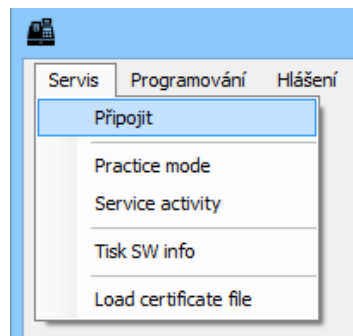 Servis Programování Hlášení
Připojit
Practice mode
Service activity
Tisk SW info
Load certificate file